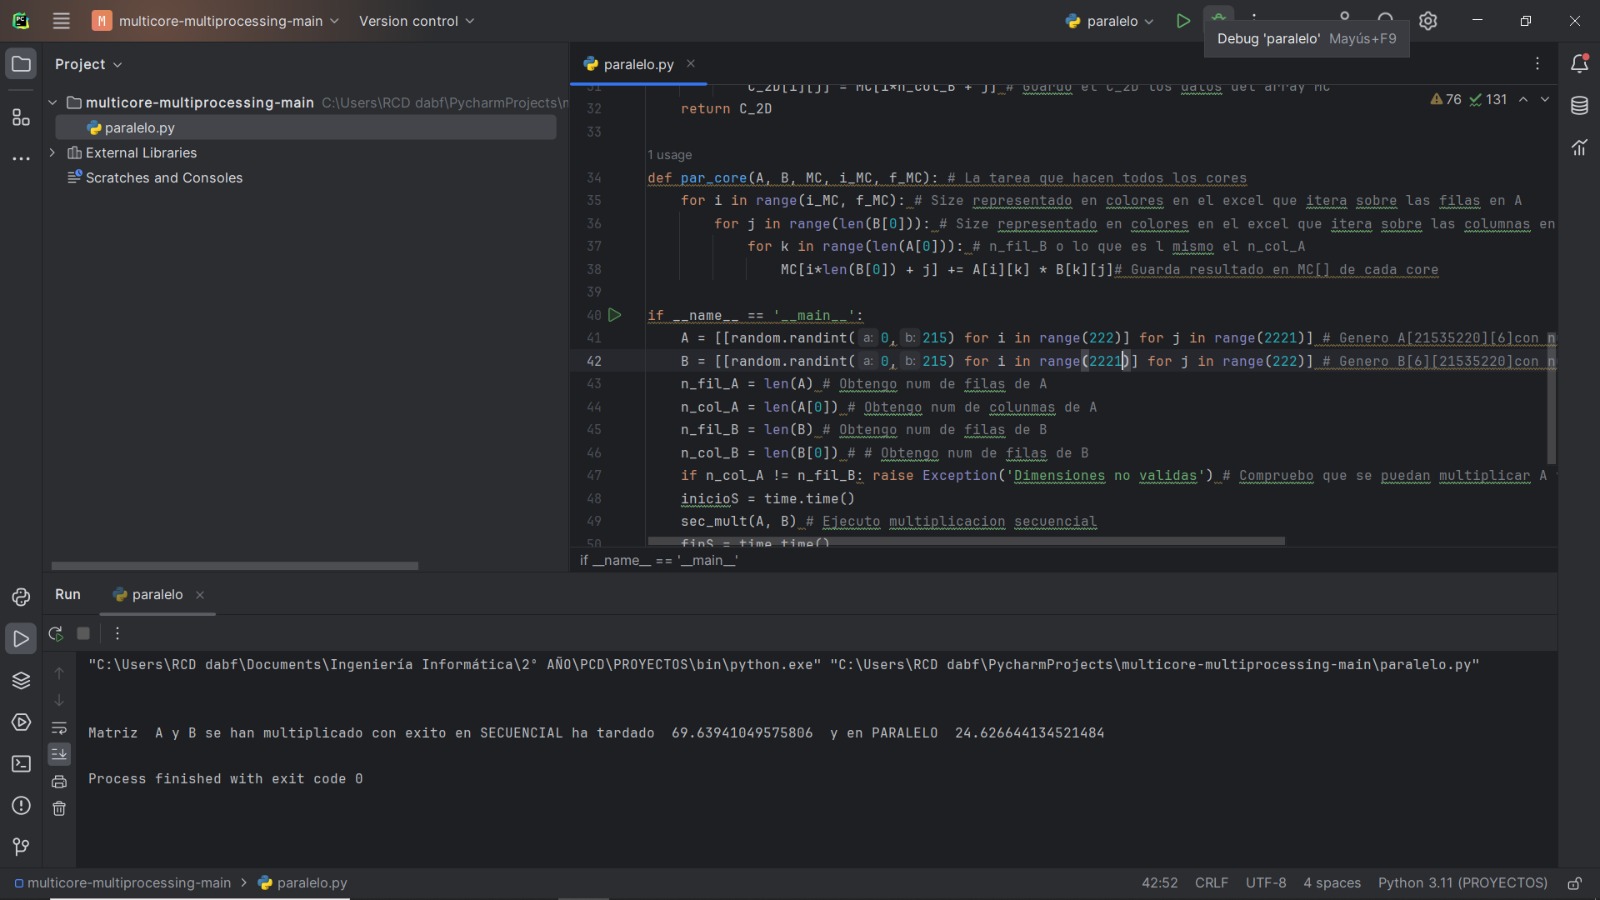 M multicore-multiprocessing-main Version control paralelo
Debug 'paralelo' Mayús+F9
Project
paralelo.py
multicore-multiprocessing-main C:\Users\RCD dabf\PycharmProjects\
paralelo.py
External Libraries
Scratches and Consoles
76 131
31 C_2D[i][j] = MC[i*n_col_B + j] # Guardo el C_2D los datos del array MC
32 return C_2D
33
1 usage
34 def par_core(A, B, MC, i_MC, f_MC): # La tarea que hacen todos los cores
35 for i in range(i_MC, f_MC): # Size representado en colores en el excel que itera sobre las filas en A
36 for j in range(len(B[0])): # Size representado en colores en el excel que itera sobre las columnas en
37 for k in range(len(A[0])): # n_fil_B o lo que es l mismo el n_col_A
38 MC[i*len(B[0]) + j] += A[i][k] * B[k][j]# Guarda resultado en MC[] de cada core
39
40 if __name__ == '__main__':
41 A = [[random.randint( a: 0, b: 215) for i in range(222)] for j in range(2221)] # Genero A[21535220][6]con n
42 B = [[random.randint( a: 0, b: 215) for i in range(2221)] for j in range(222)] # Genero B[6][21535220]con n
43 n_fil_A = len(A) # Obtengo num de filas de A
44 n_col_A = len(A[0]) # Obtengo num de colunmas de A
45 n_fil_B = len(B) # Obtengo num de filas de B
46 n_col_B = len(B[0]) # # Obtengo num de filas de B
47 if n_col_A != n_fil_B: raise Exception('Dimensiones no validas') # Compruebo que se puedan multiplicar A
48 inicioS = time.time()
49 sec_mult(A, B) # Ejecuto multiplicacion secuencial
50 finS = time.time()
if __name__ == '__main__'
Run paralelo
"C:\Users\RCD dabf\Documents\Ingeniería Informática\2º AÑO\PCD\PROYECTOS\bin\python.exe" "C:\Users\RCD dabf\PycharmProjects\multicore-multiprocessing-main\paralelo.py"
Matriz  A y B se han multiplicado con exito en SECUENCIAL ha tardado  69.63941049575806  y en PARALELO  24.626644134521484
Process finished with exit code 0
multicore-multiprocessing-main paralelo.py 42:52 CRLF UTF-8 4 spaces Python 3.11 (PROYECTOS)